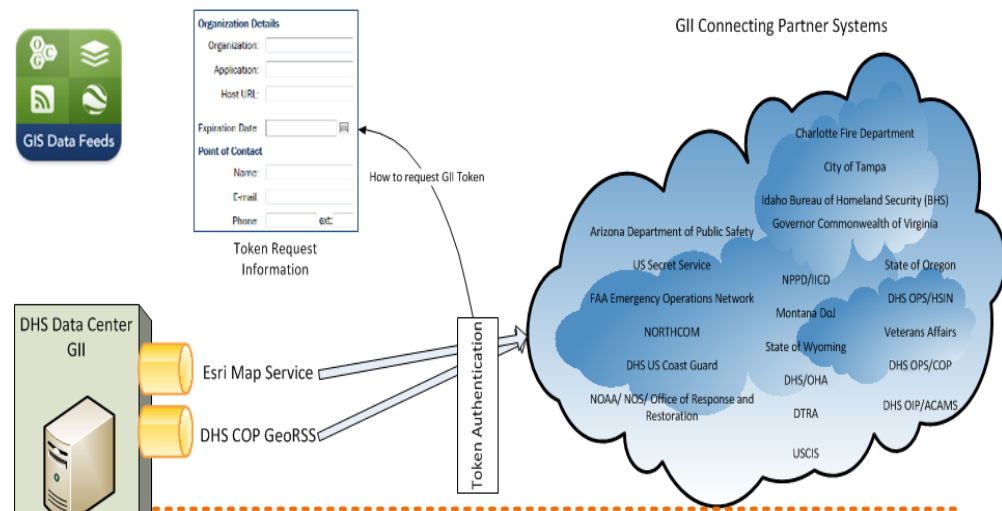 GII Connecting Partner Systems
GIS Data Feeds
Organization Details
Organization:
Application:
Host URL:
Expiration Date:
Point of Contact
Name:
E-mail:
Phone:
ext:
Token Request
Information
How to request GII Token
DHS Data Center
GII
Esri Map Service
DHS COP GeoRSS
Token Authentication
Charlotte Fire Department
City of Tampa
Idaho Bureau of Homeland Security (BHS)
Governor Commonwealth of Virginia
Arizona Department of Public Safety
US Secret Service
NPPD/IICD
State of Oregon
FAA Emergency Operations Network
DHS OPS/HSIN
Montana DoJ
NORTHCOM
Veterans Affairs
State of Wyoming
DHS US Coast Guard
DHS OPS/COP
DHS/OHA
NOAA/ NOS/ Office of Response and
Restoration
DHS OIP/ACAMS
DTRA
USCIS